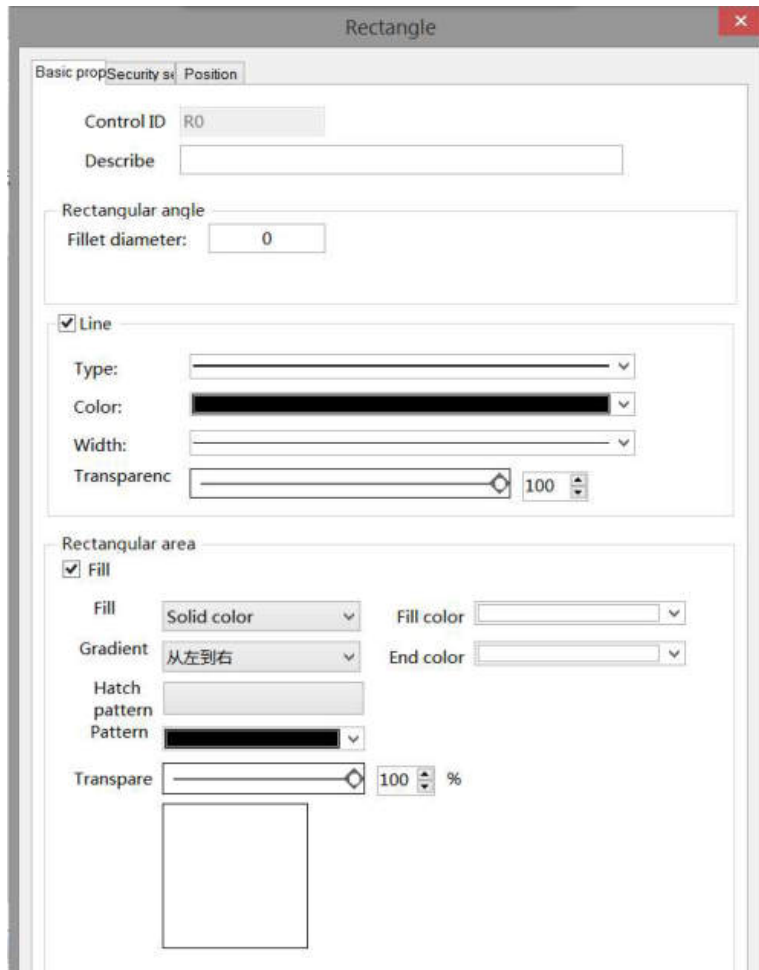 Rectangle
Basic prop Security se Position
Control ID R0
Describe
Rectangular angle
Fillet diameter: 0
Line
Type:
Color:
Width:
Transparenc 100
Rectangular area
Fill
Fill Solid color Fill color
Gradient 从左到右 End color
Hatch
pattern
Pattern
Transpare 100 %